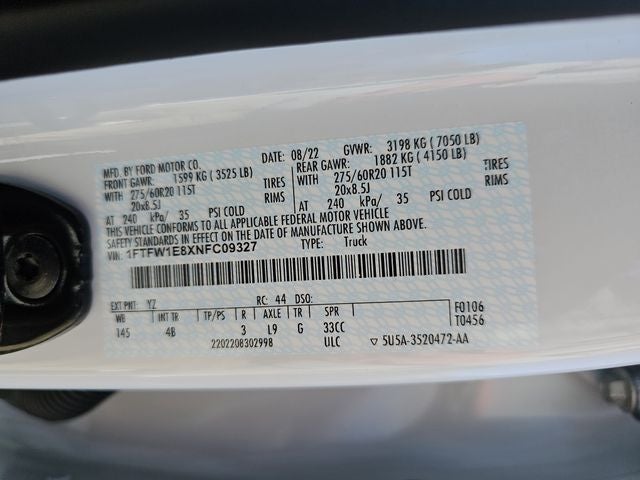 MFD. BY FORD MOTOR CO.
DATE: 08/22 GVWR: 3198 KG ( 7050 LB)
FRONT GAWR: 1599 KG ( 3525 LB) REAR GAWR: 1882 KG ( 4150 LB)
WITH 275/60R20 115T TIRES WITH 275/60R20 115T TIRES
20x8.5J RIMS 20x8.5J RIMS
AT 240 kPa/ 35 PSI COLD AT 240 kPa/ 35 PSI COLD
THIS VEHICLE CONFORMS TO ALL APPLICABLE FEDERAL MOTOR VEHICLE
SAFETY STANDARDS IN EFFECT ON THE DATE OF MANUFACTURE SHOWN ABOVE.
VIN: 1FTFW1E8XNFC09327 TYPE: Truck
EXT PNT: YZ RC: 44 DSO: F0106
WB INT TR TP/PS R AXLE TR SPR T0456
145 4B 3 L9 G 33CC
2202208302998 ULC ▽ 5U5A-3520472-AA